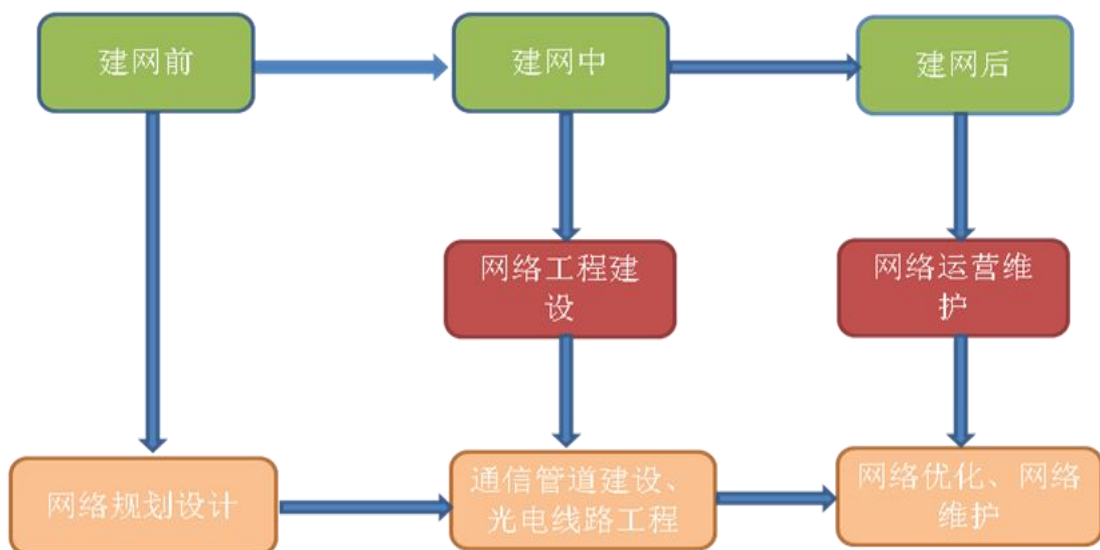 建网前
建网中
建网后
网络工程建
设
网络运营维
护
网络规划设计
通信管道建设、
光电线路工程
网络优化、网络
维护